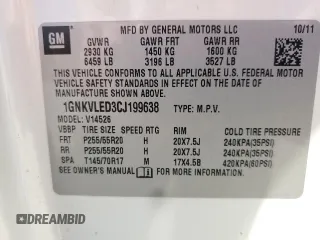 GM
MFD BY GENERAL MOTORS LLC 10/11
GVWR GAWR FRT GAWR RR
2930 KG 1450 KG 1600 KG
6459 LB 3196 LB 3527 LB
THIS VEHICLE CONFORMS TO ALL APPLICABLE U.S. FEDERAL
MOTOR VEHICLE SAFETY STANDARDS IN EFFECT ON THE DATE OF
MANUFACTURE SHOWN ABOVE.
1GNKVLED3CJ199638 TYPE: M.P.V.
MODEL: V14526
VBBP TIRE SIZE SPEED RTG RIM COLD TIRE PRESSURE
FRT P255/55R20 H 20X7.5J 240KPA(35PSI)
RR P255/55R20 H 20X7.5J 240KPA(35PSI)
SPA T145/70R17 M 17X4.5B 420KPA(60PSI)
SEE OWNER'S MANUAL FOR ADDITIONAL INFORMATION
DREAMBID